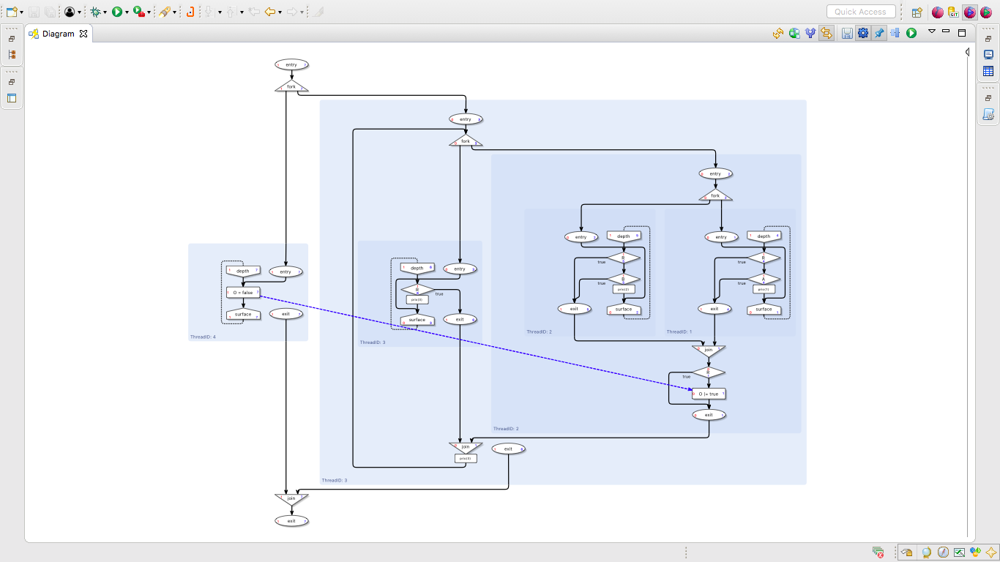 Quick Access
Diagram
entry
fork
entry
fork
entry
fork
entry
depth
R
true
B
true
prio(2)
exit
surface
ThreadID: 2
entry
depth
R
true
A
true
prio(1)
exit
surface
ThreadID: 1
depth
entry
O = false
surface
exit
ThreadID: 4
depth
entry
R
true
prio(3)
surface
exit
ThreadID: 3
join
R
true
O |= true
exit
ThreadID: 2
join
exit
ThreadID: 3
join
exit